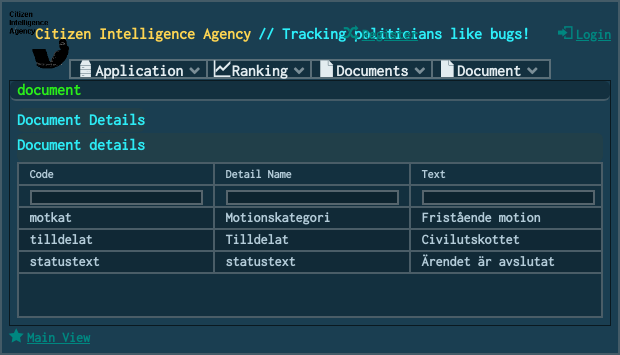 Citizen
Intelligence
Agency
Citizen Intelligence Agency // Tracking politicians like bugs!
Register
Login
Application
Ranking
Documents
Document
document
Document Details
Document details
Code
Detail Name
Text
motkat
Motionskategori
Fristående motion
tilldelat
Tilldelat
Civilutskottet
statustext
statustext
Ärendet är avslutat
Main View